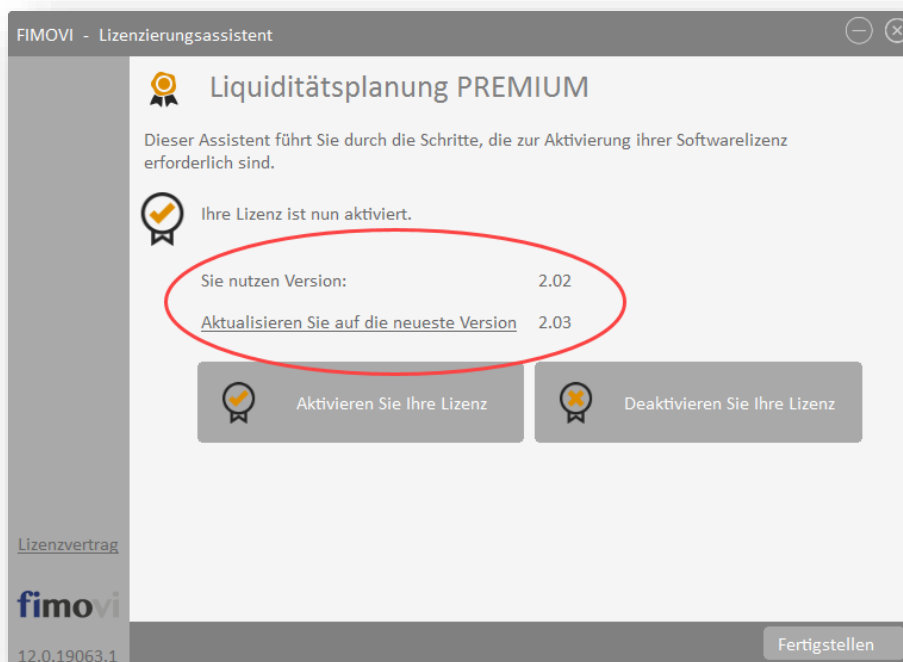 FIMOVI - Lizenzierungsassistent
Liquiditätsplanung PREMIUM
Dieser Assistent führt Sie durch die Schritte, die zur Aktivierung ihrer Softwarelizenz
erforderlich sind.
Ihre Lizenz ist nun aktiviert.
Sie nutzen Version: 2.02
Aktualisieren Sie auf die neueste Version 2.03
Aktivieren Sie Ihre Lizenz
Deaktivieren Sie Ihre Lizenz
Lizenzvertrag
fimovi
12.0.19063.1
Fertigstellen